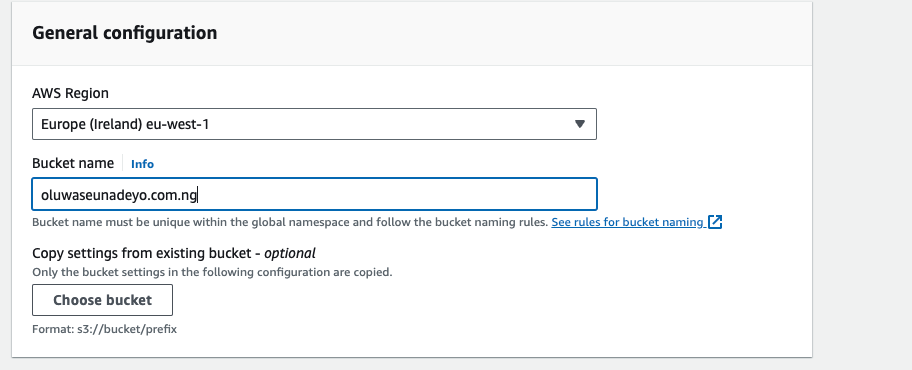 General configuration
AWS Region
Europe (Ireland) eu-west-1
Bucket name Info
oluwaseunadeyo.com.ng
Bucket name must be unique within the global namespace and follow the bucket naming rules. See rules for bucket naming
Copy settings from existing bucket - optional
Only the bucket settings in the following configuration are copied.
Choose bucket
Format: s3://bucket/prefix